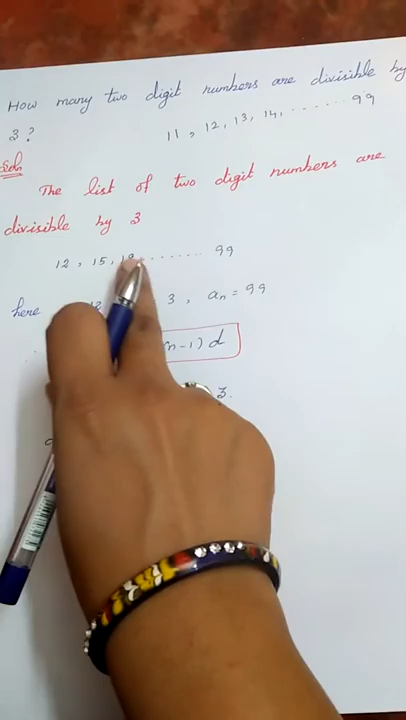 How many two digit numbers are divisible by
3 ? 11, 12, 13, 14, ...... 99
Soln
The list of two digit numbers are
divisible by 3
12, 15, 18, ....... 99
here 3, an = 99
n-1) d
3.